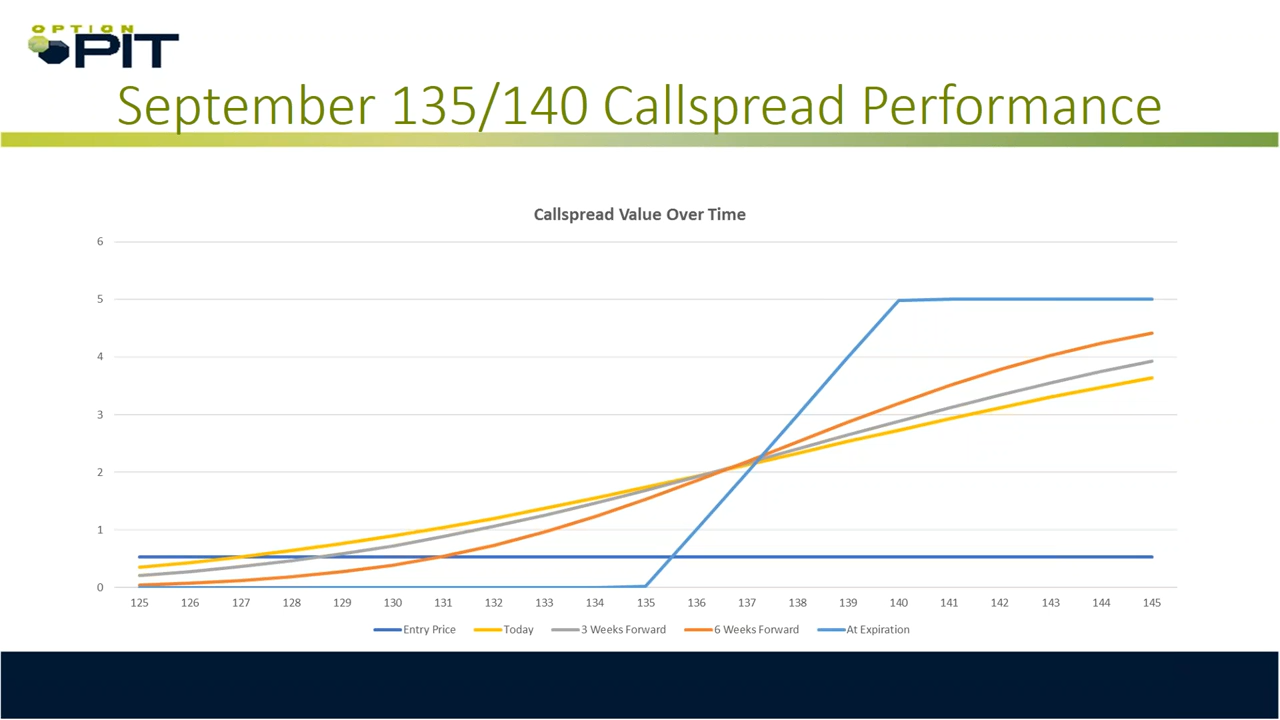 OPTION
PIT
September 135/140 Callspread Performance
Callspread Value Over Time
6
5
4
3
2
1
0
125 126 127 128 129 130 131 132 133 134 135 136 137 138 139 140 141 142 143 144 145
Entry Price Today 3 Weeks Forward 6 Weeks Forward At Expiration